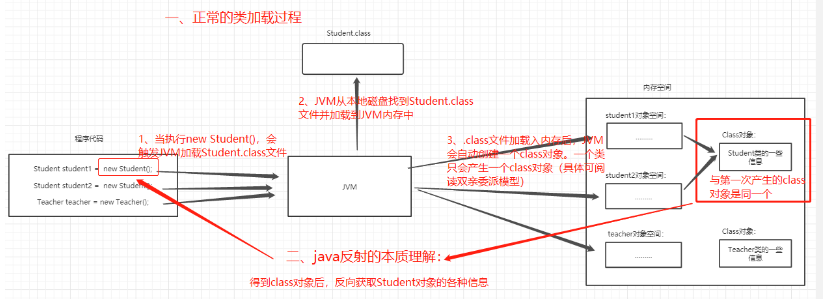 一、正常的类加载过程
Student.class
2、JVM从本地磁盘找到Student.class
文件并加载到JVM内存中
内存空间
程序代码
1、当执行new Student(), 会
触发JVM加载Student.class文件
Student student1 = new Student();
Student student2 = new Student();
Teacher teacher = new Teacher();
JVM
3、.class文件加载入内存后，JVM
会自动创建一个class对象。一个类
只会产生一个class对象（具体可阅
读双亲委派模型）
student1对象空间:
.........
student2对象空间:
.........
teacher对象空间:
.........
Class对象:
Student类的一些
信息
与第一次产生的class
对象是同一个
Class对象:
Teacher类的一些
信息
二、java反射的本质理解：
得到class对象后，反向获取Student对象的各种信息